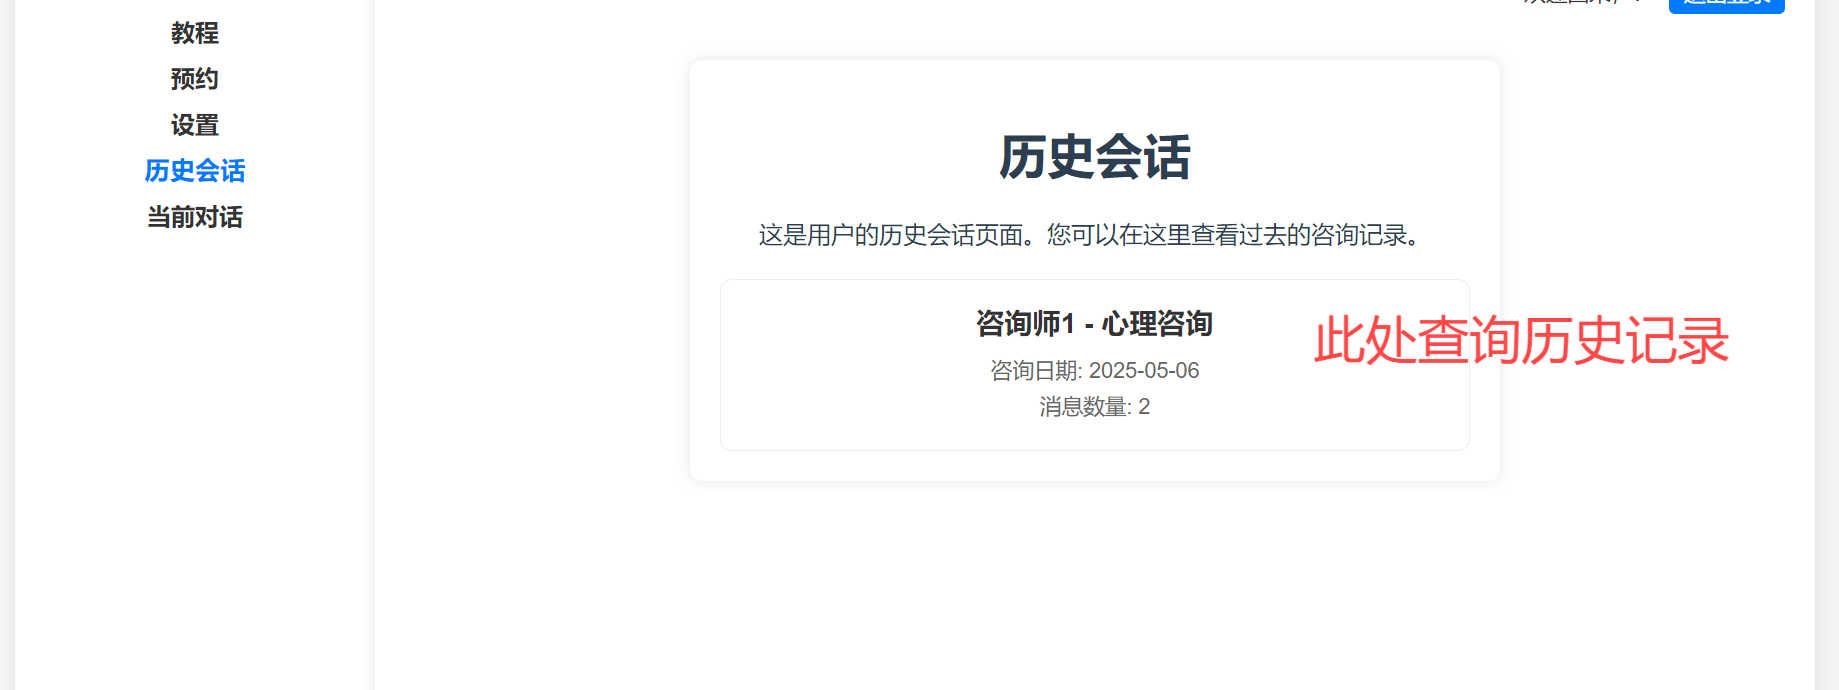 教程
预约
设置
历史会话
当前对话
历史会话
这是用户的历史会话页面。您可以在这里查看过去的咨询记录。
咨询师1 - 心理咨询
咨询日期: 2025-05-06
消息数量: 2
此处查询历史记录